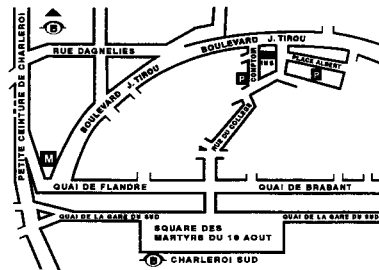 B
PETITE CEINTURE DE CHARLEROI
RUE DAGNELIES
BOULEVARD J. TIROU
BOULEVARD J. TIROU
COMPTOIR
INS
PLACE ALBERT
P
P
RUE DU COLLEGE
M
QUAI DE FLANDRE
QUAI DE BRABANT
QUAI DE LA GARE DU SUD
QUAI DE LA GARE DU SUD
SQUARE DES
MARTYRS DU 18 AOUT
B
CHARLEROI SUD